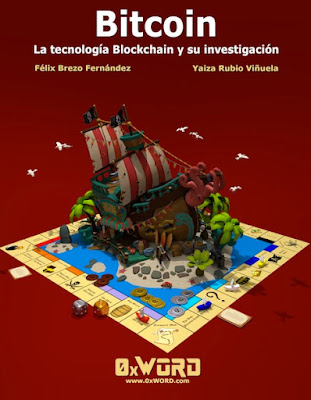 Bitcoin
La tecnología Blockchain y su investigación
Félix Brezo Fernández Yaiza Rubio Viñuela
0xWORD
www.0xWORD.com